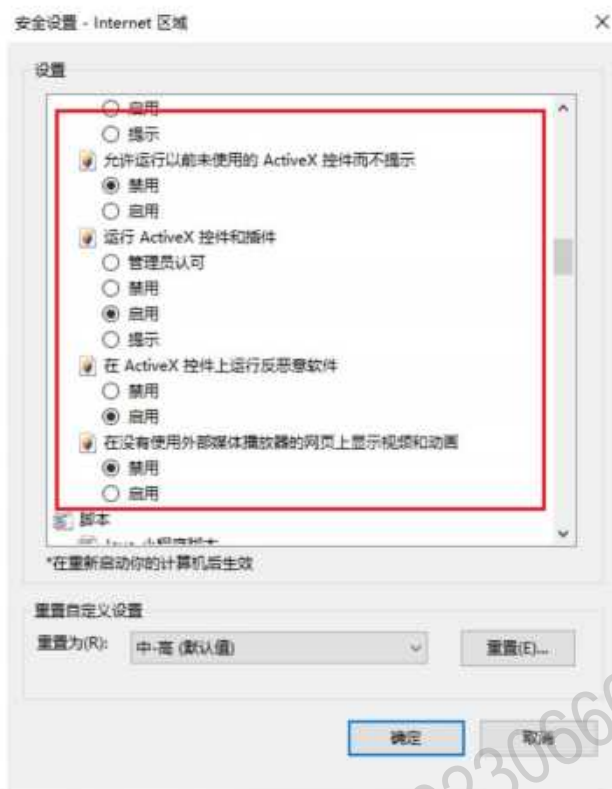 安全设置 - Internet 区域
设置
启用
提示
允许运行以前未使用的 ActiveX 控件而不提示
禁用
启用
运行 ActiveX 控件和插件
管理员认可
禁用
启用
提示
在 ActiveX 控件上运行反恶意软件
禁用
启用
在没有使用外部媒体播放器的网页上显示视频和动画
禁用
启用
脚本
Java 小程序脚本
*在重新启动你的计算机后生效
重置自定义设置
重置为(R): 中-高 (默认值) 重置(E)...
确定 取消